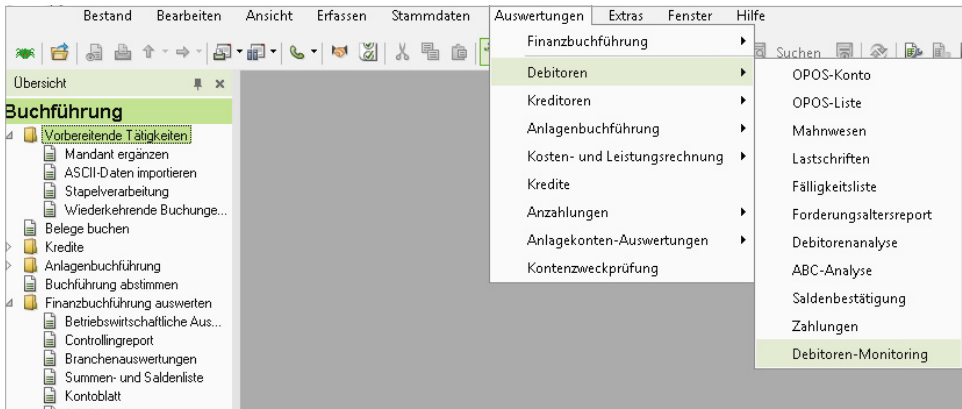 Bestand Bearbeiten Ansicht Erfassen Stammdaten Auswertungen Extras Fenster Hilfe
Suchen
Übersicht
Buchführung
Vorbereitende Tätigkeiten
Mandant ergänzen
ASCII-Daten importieren
Stapelverarbeitung
Wiederkehrende Buchunge...
Belege buchen
Kredite
Anlagenbuchführung
Buchführung abstimmen
Finanzbuchführung auswerten
Betriebswirtschaftliche Aus...
Controllingreport
Branchenauswertungen
Summen- und Saldenliste
Kontoblatt
Finanzbuchführung
Debitoren
Kreditoren
Anlagenbuchführung
Kosten- und Leistungsrechnung
Kredite
Anzahlungen
Anlagekonten-Auswertungen
Kontenzweckprüfung
OPOS-Konto
OPOS-Liste
Mahnwesen
Lastschriften
Fälligkeitsliste
Forderungsaltersreport
Debitorenanalyse
ABC-Analyse
Saldenbestätigung
Zahlungen
Debitoren-Monitoring